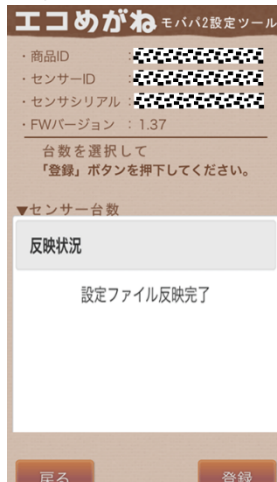 エコめがね モバパ2設定ツール
・商品ID :
・センサーID :
・センサシリアル :
・FWバージョン : 1.37
台数を選択して
「登録」ボタンを押下してください。
▼センサー台数
反映状況
設定ファイル反映完了
戻る 登録